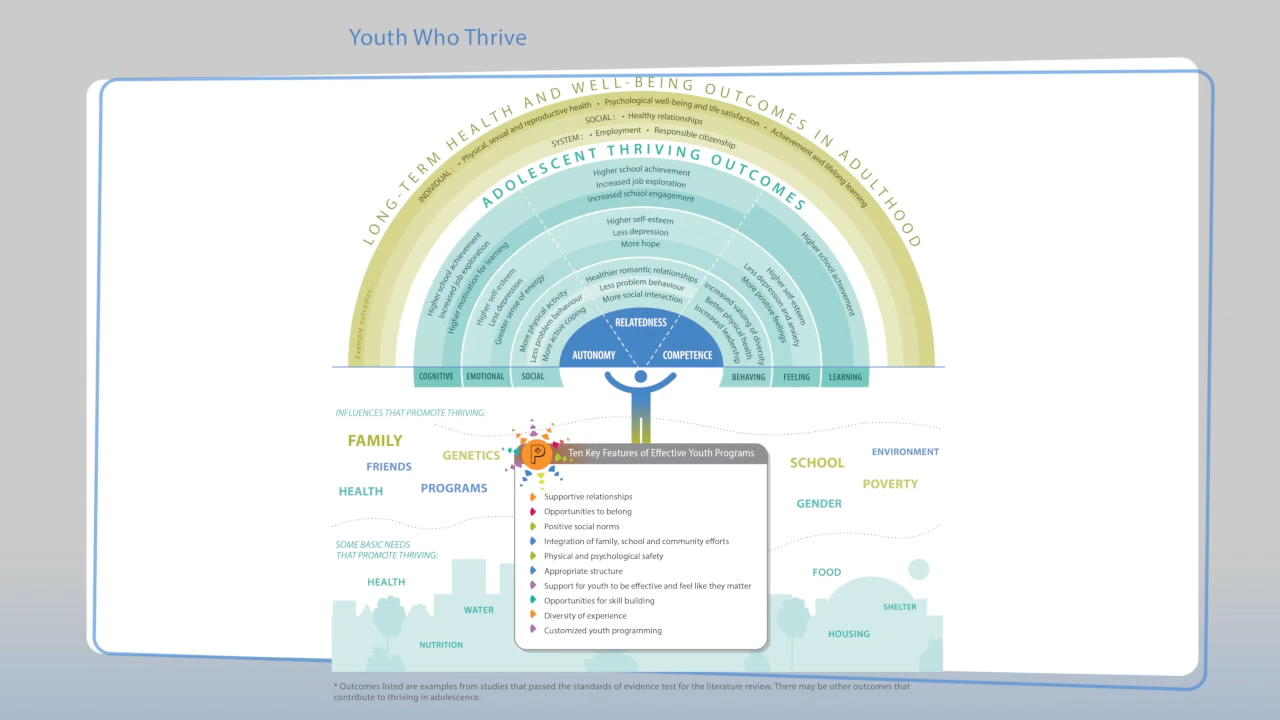 Youth Who Thrive
LONG-TERM HEALTH AND WELL-BEING OUTCOMES IN ADULTHOOD
INDIVIDUAL: • Physical, sexual and reproductive health • Psychological well-being and life satisfaction • Achievement and lifelong learning
SOCIAL: • Healthy relationships
SYSTEM: • Employment • Responsible citizenship
Example outcomes...
ADOLESCENT THRIVING OUTCOMES
Higher school achievement
Increased job exploration
Higher motivation for learning
Higher self-esteem
Less depression
Greater sense of energy
More physical activity
Less problem behaviour
More active coping
Higher school achievement
Increased job exploration
Increased school engagement
Higher self-esteem
Less depression
More hope
Healthier romantic relationships
Less problem behaviour
More social interaction
Higher school achievement
Higher self-esteem
Less depression and anxiety
More positive feelings
Increased valuing of diversity
Better physical health
Increased leadership
RELATEDNESS
AUTONOMY
COMPETENCE
COGNITIVE
EMOTIONAL
SOCIAL
BEHAVING
FEELING
LEARNING
INFLUENCES THAT PROMOTE THRIVING:
FAMILY
GENETICS
FRIENDS
HEALTH
PROGRAMS
SCHOOL
ENVIRONMENT
POVERTY
GENDER
P
Ten Key Features of Effective Youth Programs
Supportive relationships
Opportunities to belong
Positive social norms
Integration of family, school and community efforts
Physical and psychological safety
Appropriate structure
Support for youth to be effective and feel like they matter
Opportunities for skill building
Diversity of experience
Customized youth programming
SOME BASIC NEEDS
THAT PROMOTE THRIVING:
HEALTH
WATER
NUTRITION
FOOD
SHELTER
HOUSING
* Outcomes listed are examples from studies that passed the standards of evidence test for the literature review. There may be other outcomes that
contribute to thriving in adolescence.